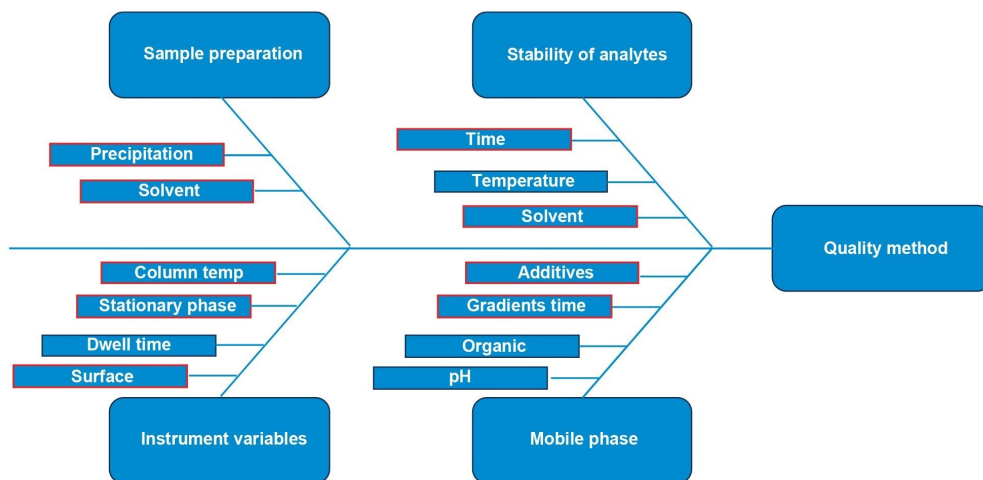 Sample preparation
Stability of analytes
Precipitation
Solvent
Time
Temperature
Solvent
Quality method
Column temp
Stationary phase
Dwell time
Surface
Additives
Gradients time
Organic
pH
Instrument variables
Mobile phase